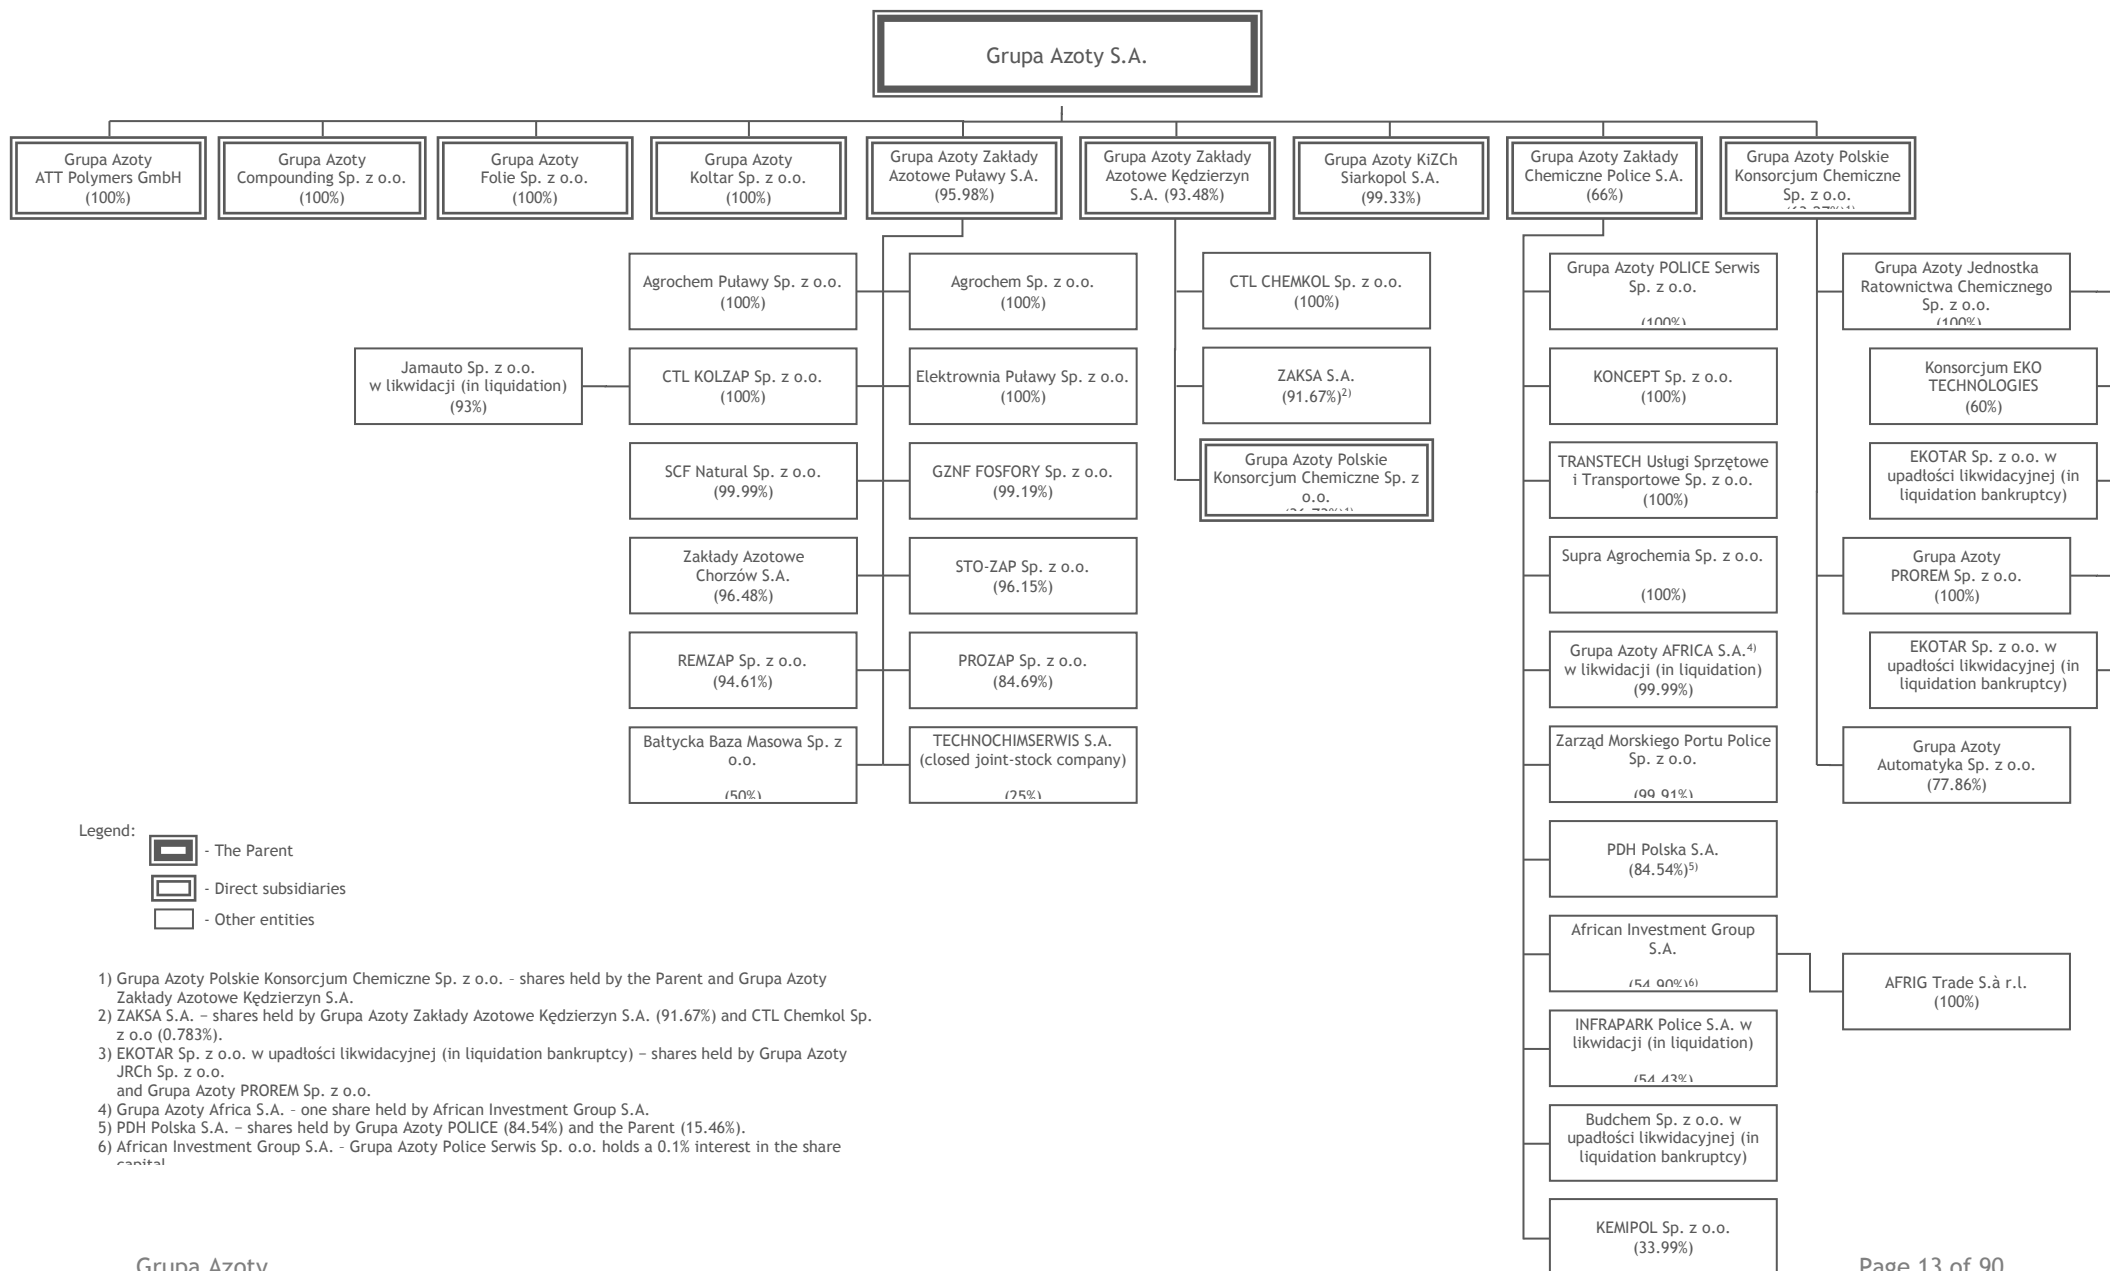 Grupa Azoty S.A.
Grupa Azoty
ATT Polymers GmbH
(100%)
Grupa Azoty
Compounding Sp. z o.o.
(100%)
Grupa Azoty
Folie Sp. z o.o.
(100%)
Grupa Azoty
Koltar Sp. z o.o.
(100%)
Grupa Azoty Zakłady
Azotowe Puławy S.A.
(95.98%)
Grupa Azoty Zakłady
Azotowe Kędzierzyn
S.A. (93.48%)
Grupa Azoty KiZCh
Siarkopol S.A.
(99.33%)
Grupa Azoty Zakłady
Chemiczne Police S.A.
(66%)
Grupa Azoty Polskie
Konsorcjum Chemiczne
Sp. z o.o.
Agrochem Puławy Sp. z o.o.
(100%)
Agrochem Sp. z o.o.
(100%)
Jamauto Sp. z o.o.
w likwidacji (in liquidation)
(93%)
CTL KOLZAP Sp. z o.o.
(100%)
Elektrownia Puławy Sp. z o.o.
(100%)
SCF Natural Sp. z o.o.
(99.99%)
GZNF FOSFORY Sp. z o.o.
(99.19%)
Zakłady Azotowe
Chorzów S.A.
(96.48%)
STO-ZAP Sp. z o.o.
(96.15%)
REMZAP Sp. z o.o.
(94.61%)
PROZAP Sp. z o.o.
(84.69%)
Bałtycka Baza Masowa Sp. z
o.o.
(50%)
TECHNOCHIMSERWIS S.A.
(closed joint-stock company)
(25%)
CTL CHEMKOL Sp. z o.o.
(100%)
ZAKSA S.A.
(91.67%)2)
Grupa Azoty Polskie
Konsorcjum Chemiczne Sp. z
o.o.
Grupa Azoty POLICE Serwis
Sp. z o.o.
(100%)
KONCEPT Sp. z o.o.
(100%)
TRANSTECH Usługi Sprzętowe
i Transportowe Sp. z o.o.
(100%)
Supra Agrochemia Sp. z o.o.
(100%)
Grupa Azoty AFRICA S.A.4)
w likwidacji (in liquidation)
(99.99%)
Zarząd Morskiego Portu Police
Sp. z o.o.
(99.91%)
PDH Polska S.A.
(84.54%)5)
African Investment Group
S.A.
(54.90%)6)
AFRIG Trade S.à r.l.
(100%)
INFRAPARK Police S.A. w
likwidacji (in liquidation)
(54.43%)
Budchem Sp. z o.o. w
upadłości likwidacyjnej (in
liquidation bankruptcy)
KEMIPOL Sp. z o.o.
(33.99%)
Grupa Azoty Jednostka
Ratownictwa Chemicznego
Sp. z o.o.
(100%)
Konsorcjum EKO
TECHNOLOGIES
(60%)
EKOTAR Sp. z o.o. w
upadłości likwidacyjnej (in
liquidation bankruptcy)
Grupa Azoty
PROREM Sp. z o.o.
(100%)
EKOTAR Sp. z o.o. w
upadłości likwidacyjnej (in
liquidation bankruptcy)
Grupa Azoty
Automatyka Sp. z o.o.
(77.86%)
Legend:
- The Parent
- Direct subsidiaries
- Other entities
1) Grupa Azoty Polskie Konsorcjum Chemiczne Sp. z o.o. – shares held by the Parent and Grupa Azoty
Zakłady Azotowe Kędzierzyn S.A.
2) ZAKSA S.A. – shares held by Grupa Azoty Zakłady Azotowe Kędzierzyn S.A. (91.67%) and CTL Chemkol Sp.
z o.o (0.783%).
3) EKOTAR Sp. z o.o. w upadłości likwidacyjnej (in liquidation bankruptcy) – shares held by Grupa Azoty
JRCh Sp. z o.o.
and Grupa Azoty PROREM Sp. z o.o.
4) Grupa Azoty Africa S.A. – one share held by African Investment Group S.A.
5) PDH Polska S.A. – shares held by Grupa Azoty POLICE (84.54%) and the Parent (15.46%).
6) African Investment Group S.A. – Grupa Azoty Police Serwis Sp. o.o. holds a 0.1% interest in the share
capital
Grupa Azoty
Page 13 of 90